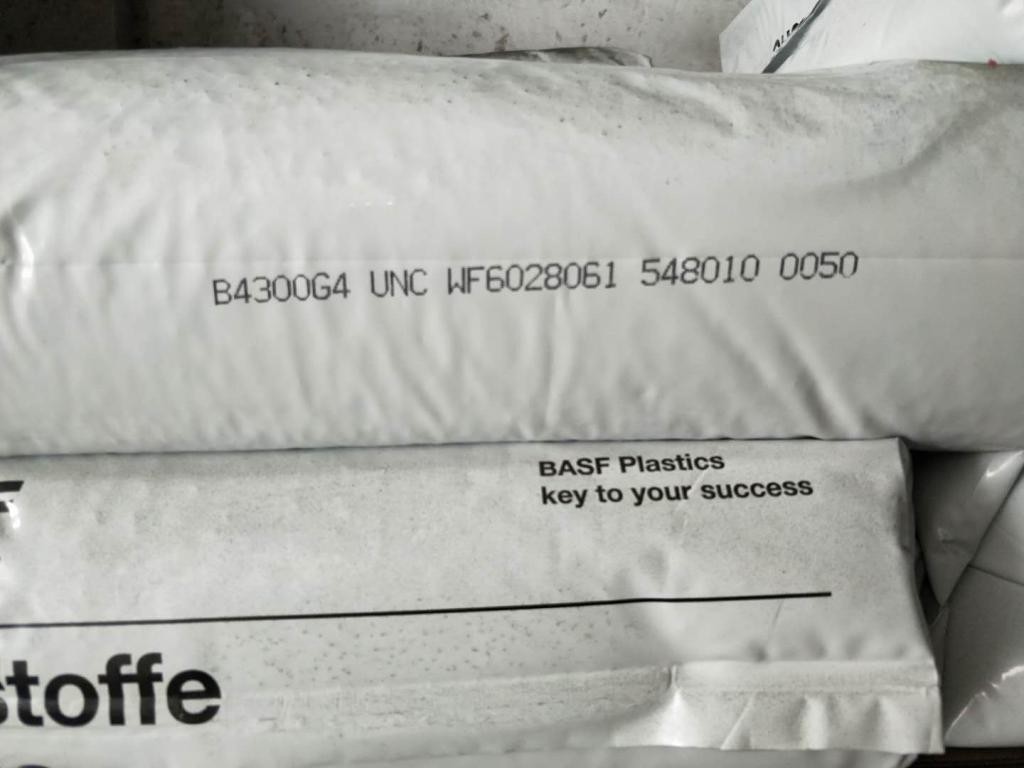 B4300G4 UNC WF6028061 548010 0050
BASF Plastics
key to your success
stoffe